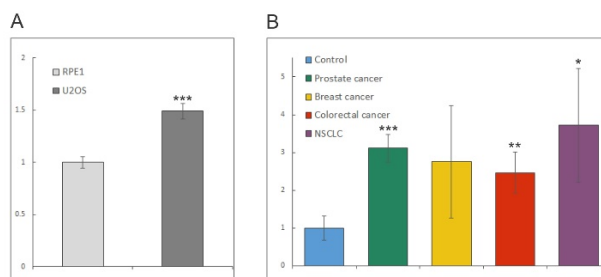 A
B
2
1.5
1
0.5
0
RPE1
U2OS
***
5
4
3
2
1
0
Control
Prostate cancer
Breast cancer
Colorectal cancer
NSCLC
***
**
*